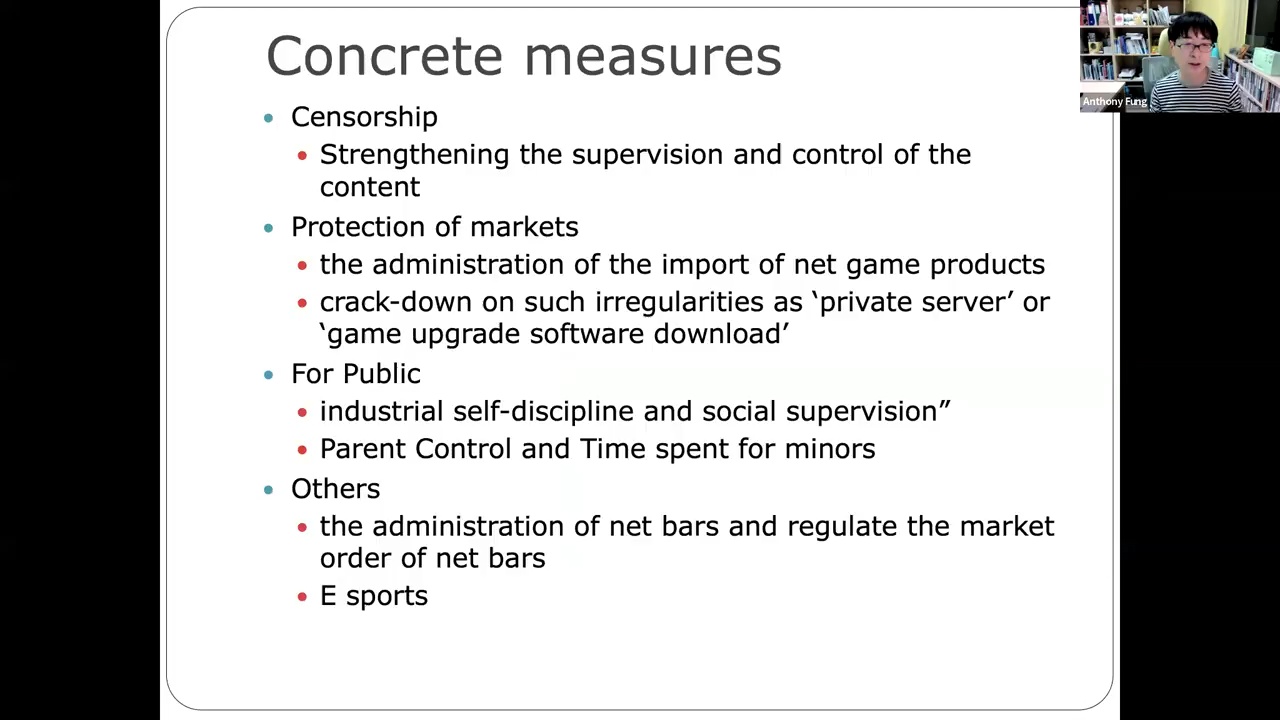 Concrete measures
Anthony Fung
• Censorship
• Strengthening the supervision and control of the
content
• Protection of markets
• the administration of the import of net game products
• crack-down on such irregularities as ‘private server’ or
‘game upgrade software download’
• For Public
• industrial self-discipline and social supervision”
• Parent Control and Time spent for minors
• Others
• the administration of net bars and regulate the market
order of net bars
• E sports